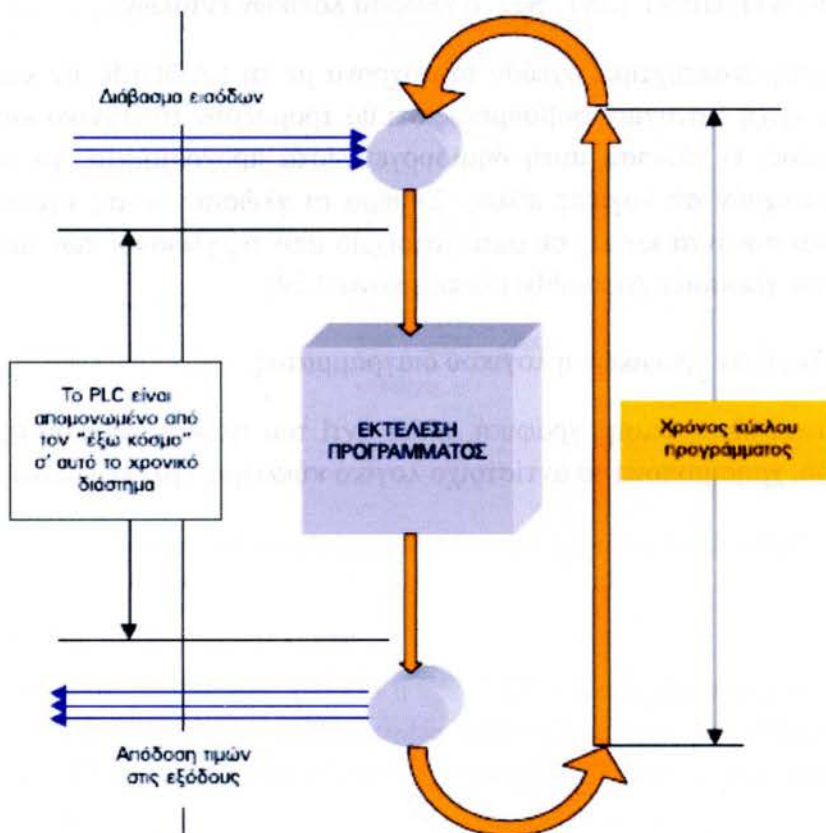 Διάβασμα εισόδων
Το PLC είναι
απομονωμένο από
τον "έξω κόσμο"
σ' αυτό το χρονικό
διάστημα
ΕΚΤΕΛΕΣΗ
ΠΡΟΓΡΑΜΜΑΤΟΣ
Χρόνος κύκλου
προγράμματος
Απόδοση τιμών
στις εξόδους